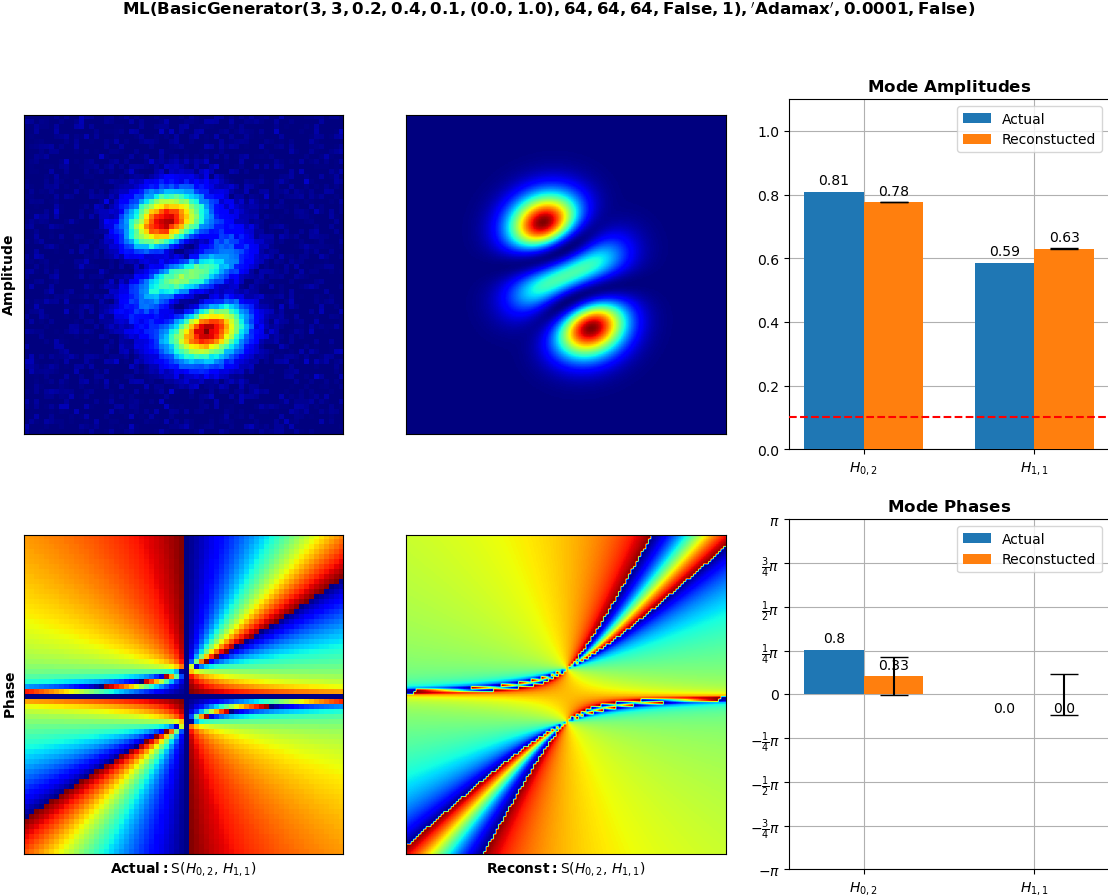 ML(BasicGenerator(3, 3, 0.2, 0.4, 0.1, (0.0, 1.0), 64, 64, 64, False, 1), ′Adamax′, 0.0001, False)
Amplitude
Mode Amplitudes
Actual
Reconstucted
1.0
0.8
0.6
0.4
0.2
0.0
0.81
0.78
0.59
0.63
H0, 2
H1, 1
Phase
Actual: S(H0, 2, H1, 1)
Reconst: S(H0, 2, H1, 1)
Mode Phases
Actual
Reconstucted
π
3/4π
1/2π
1/4π
0
−1/4π
−1/2π
−3/4π
−π
0.8
0.33
0.0
0.0
H0, 2
H1, 1